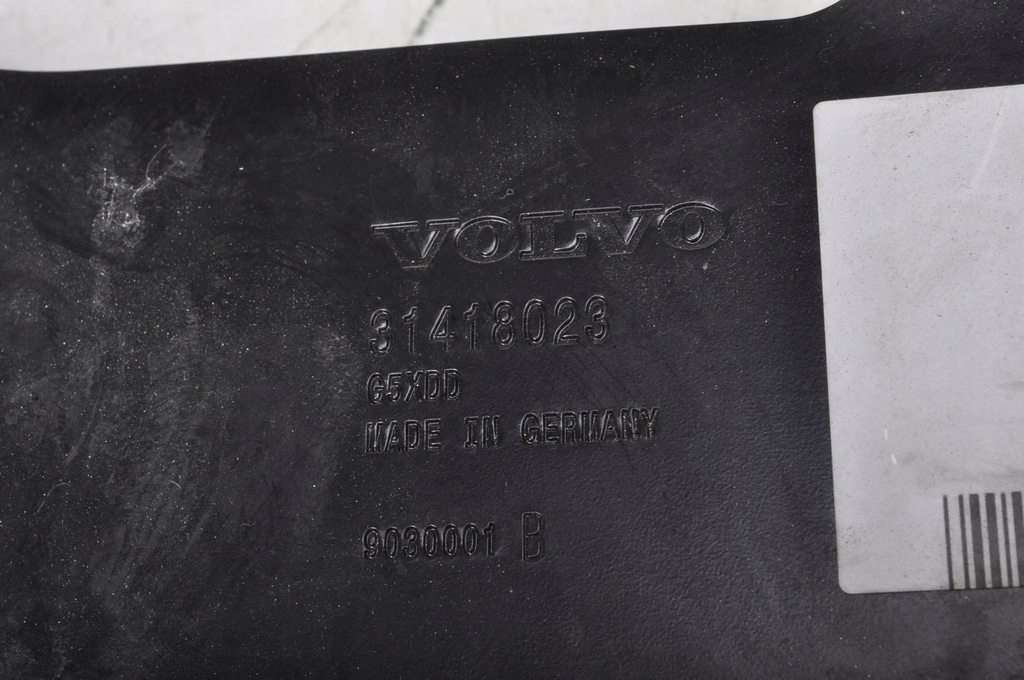 VOLVO
31418023
G5XDD
MADE IN GERMANY
9030001 B